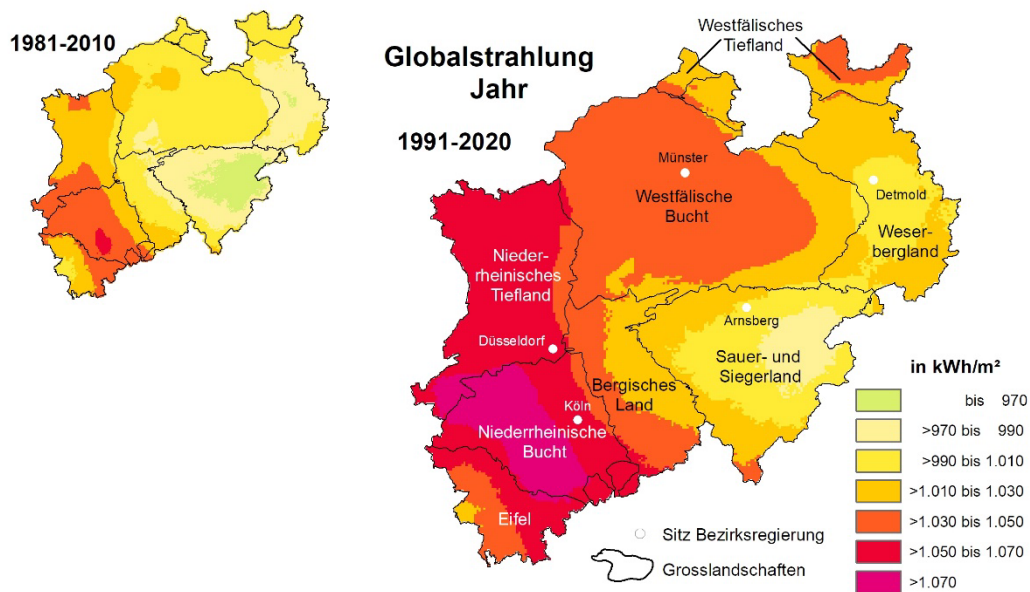 1981-2010
Globalstrahlung
Jahr
1991-2020
Westfälisches
Tiefland
Münster
Westfälische
Bucht
Detmold
Weser-
bergland
Nieder-
rheinisches
Tiefland
Düsseldorf
Arnsberg
Sauer- und
Siegerland
Bergisches
Land
Köln
Niederrheinische
Bucht
Eifel
in kWh/m²
bis 970
>970 bis 990
>990 bis 1.010
>1.010 bis 1.030
>1.030 bis 1.050
>1.050 bis 1.070
>1.070
Sitz Bezirksregierung
Grosslandschaften